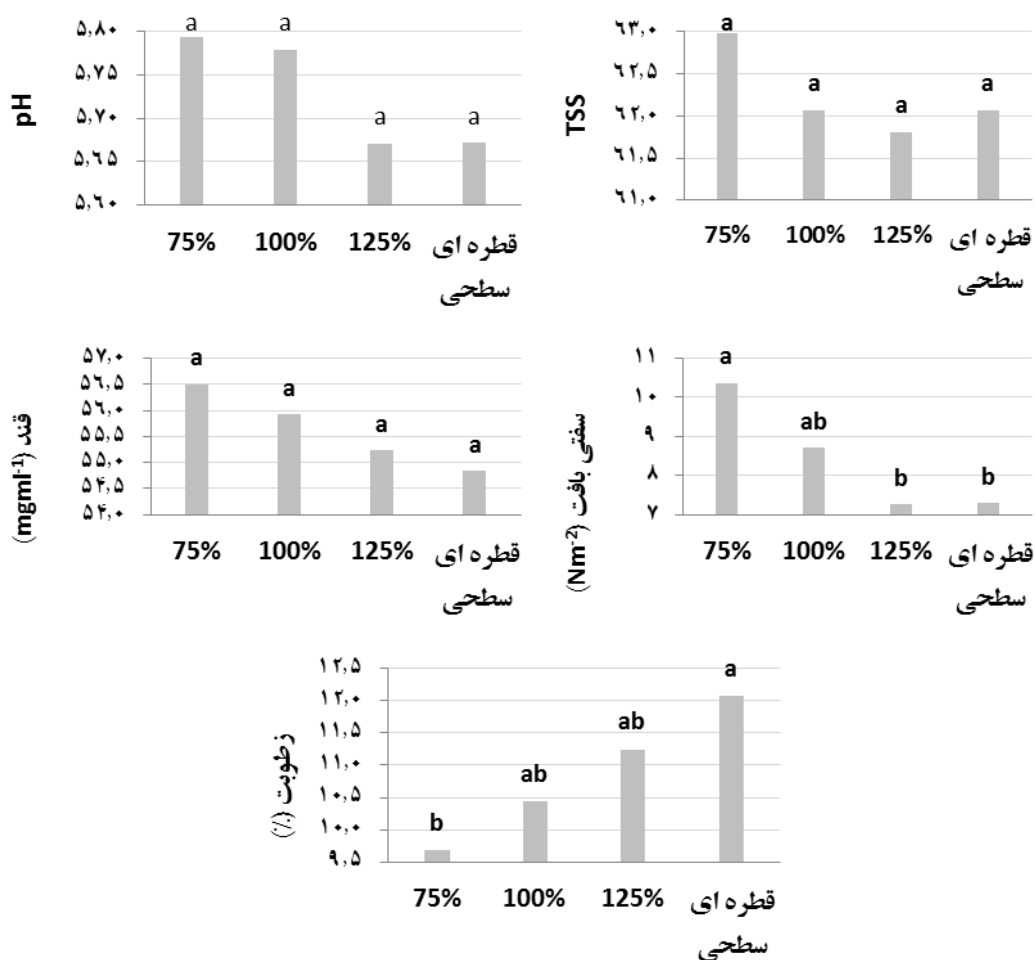 pH
۵,۸۰
۵,۷۵
۵,۷۰
۵,۶۵
۵,۶۰
a
a
a
a
75%
100%
125%
قطره ای
سطحی
TSS
۶۳,۰
۶۲,۵
۶۲,۰
۶۱,۵
۶۱,۰
a
a
a
a
75%
100%
125%
قطره ای
سطحی
قند (mgml-1)
۵۷,۰
۵۶,۵
۵۶,۰
۵۵,۵
۵۵,۰
۵۴,۵
۵۴,۰
a
a
a
a
75%
100%
125%
قطره ای
سطحی
سفتی بافت (Nm-2)
۱۱
۱۰
۹
۸
۷
a
ab
b
b
75%
100%
125%
قطره ای
سطحی
رطوبت (٪)
۱۲,۵
۱۲,۰
۱۱,۵
۱۱,۰
۱۰,۵
۱۰,۰
۹,۵
b
ab
ab
a
75%
100%
125%
قطره ای
سطحی